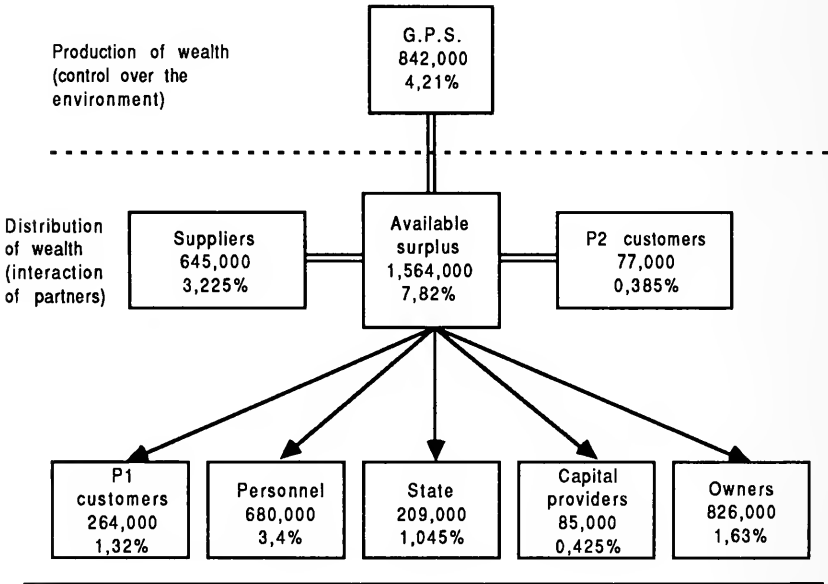 G.P.S.
842,000
4,21%
Production of wealth
(control over the
environment)
Distribution
of wealth
(interaction
of partners)
Suppliers
645,000
3,225%
Available
surplus
1,564,000
7,82%
P2 customers
77,000
0,385%
P1
customers
264,000
1,32%
Personnel
680,000
3,4%
State
209,000
1,045%
Capital
providers
85,000
0,425%
Owners
826,000
1,63%